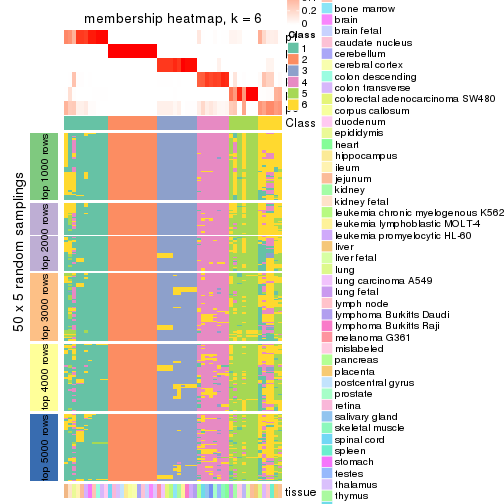 membership heatmap, k = 6
0.2
0
Class
1
2
3
4
5
6
Class
50 x 5 random samplings
top 1000 rows
top 2000 rows
top 3000 rows
top 4000 rows
top 5000 rows
tissue
bone marrow
brain
brain fetal
caudate nucleus
cerebellum
cerebral cortex
colon descending
colon transverse
colorectal adenocarcinoma SW480
corpus callosum
duodenum
epididymis
heart
hippocampus
ileum
jejunum
kidney
kidney fetal
leukemia chronic myelogenous K562
leukemia lymphoblastic MOLT-4
leukemia promyelocytic HL-60
liver
liver fetal
lung
lung carcinoma A549
lung fetal
lymph node
lymphoma Burkitts Daudi
lymphoma Burkitts Raji
melanoma G361
mislabeled
pancreas
placenta
postcentral gyrus
prostate
retina
salivary gland
skeletal muscle
spinal cord
spleen
stomach
testes
thalamus
thymus